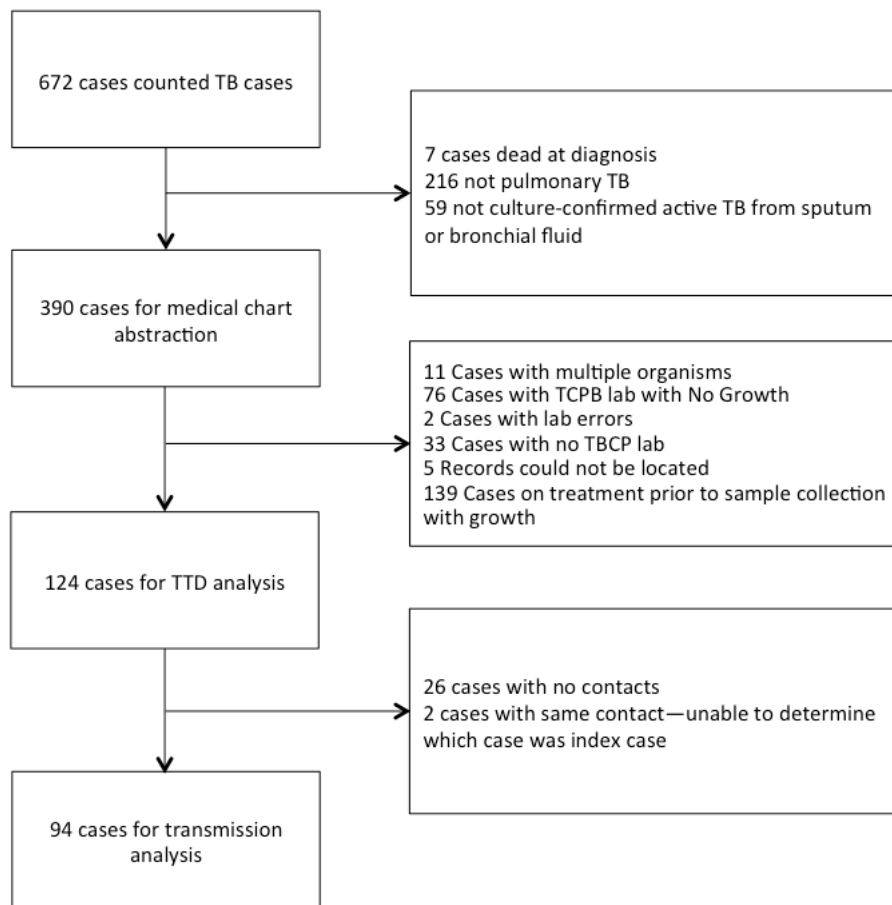 672 cases counted TB cases
7 cases dead at diagnosis
216 not pulmonary TB
59 not culture-confirmed active TB from sputum
or bronchial fluid
390 cases for medical chart
abstraction
11 Cases with multiple organisms
76 Cases with TCPB lab with No Growth
2 Cases with lab errors
33 Cases with no TBCP lab
5 Records could not be located
139 Cases on treatment prior to sample collection
with growth
124 cases for TTD analysis
26 cases with no contacts
2 cases with same contact—unable to determine
which case was index case
94 cases for transmission
analysis